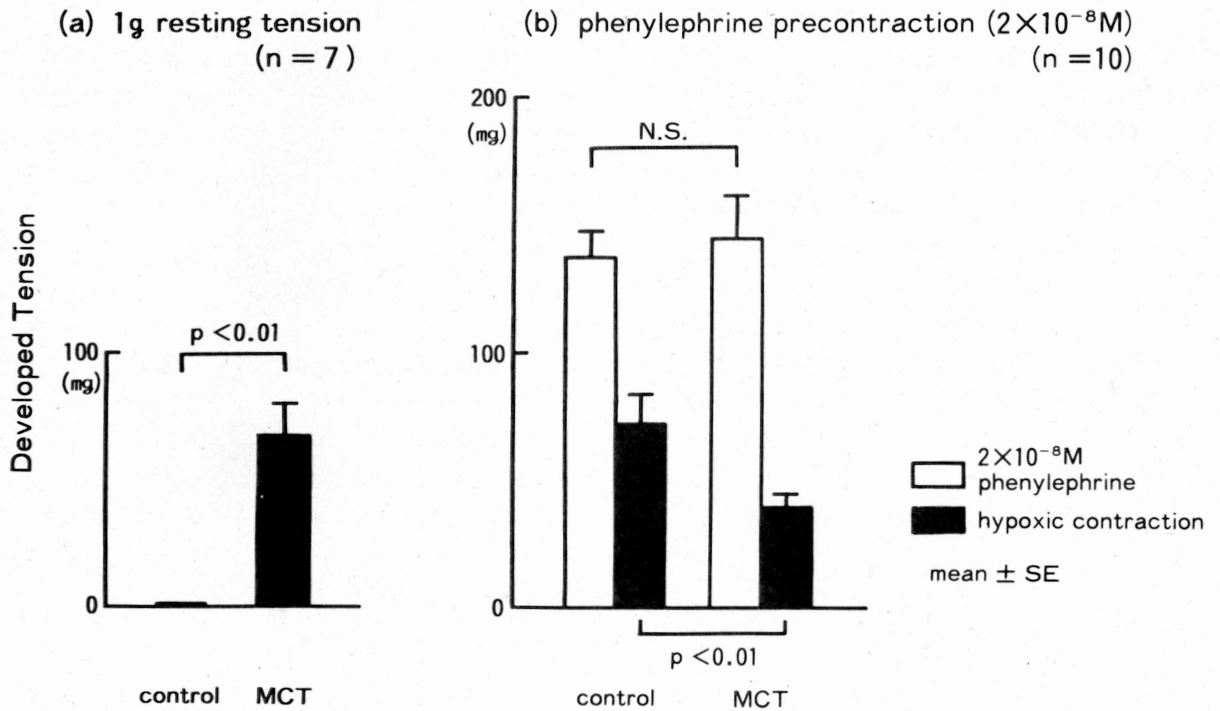 (a) 1g resting tension
(n = 7)
(b) phenylephrine precontraction (2×10⁻⁸M)
(n =10)
Developed Tension
100
(mg)
0
p <0.01
control MCT
200
(mg)
100
0
N.S.
p <0.01
control MCT
2×10⁻⁸M
phenylephrine
hypoxic contraction
mean ± SE